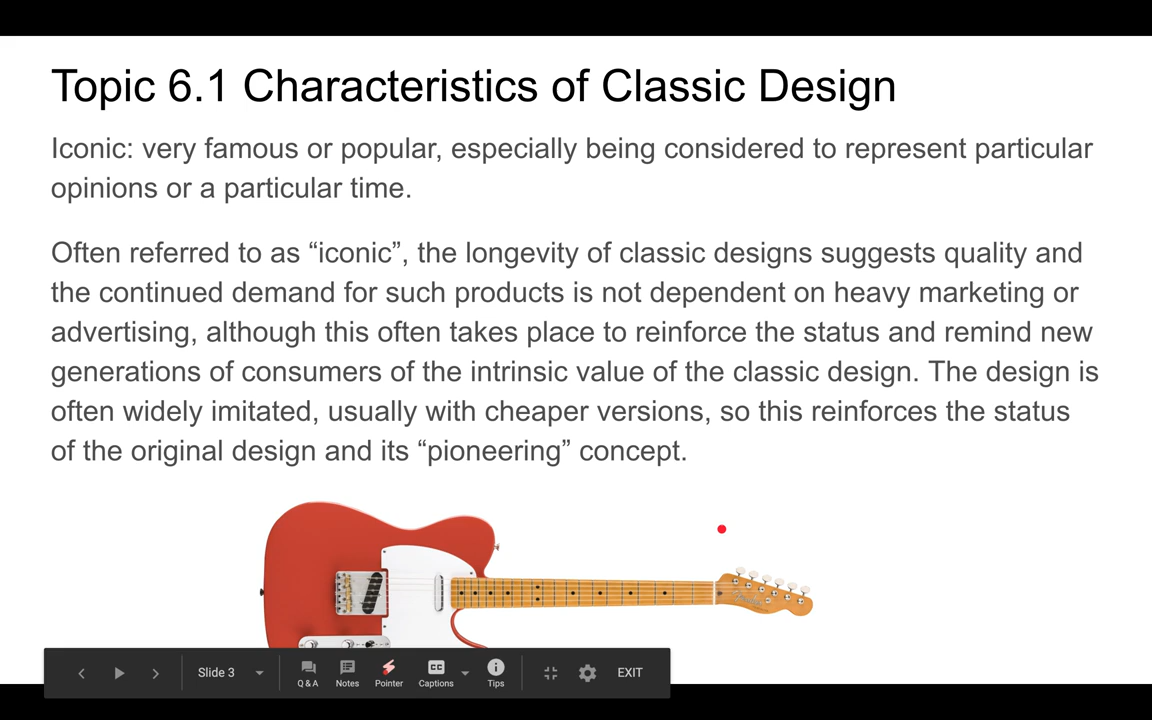 Topic 6.1 Characteristics of Classic Design
Iconic: very famous or popular, especially being considered to represent particular
opinions or a particular time.
Often referred to as “iconic”, the longevity of classic designs suggests quality and
the continued demand for such products is not dependent on heavy marketing or
advertising, although this often takes place to reinforce the status and remind new
generations of consumers of the intrinsic value of the classic design. The design is
often widely imitated, usually with cheaper versions, so this reinforces the status
of the original design and its “pioneering” concept.
Slide 3
Q & A
Notes
Pointer
CC
Captions
Tips
EXIT